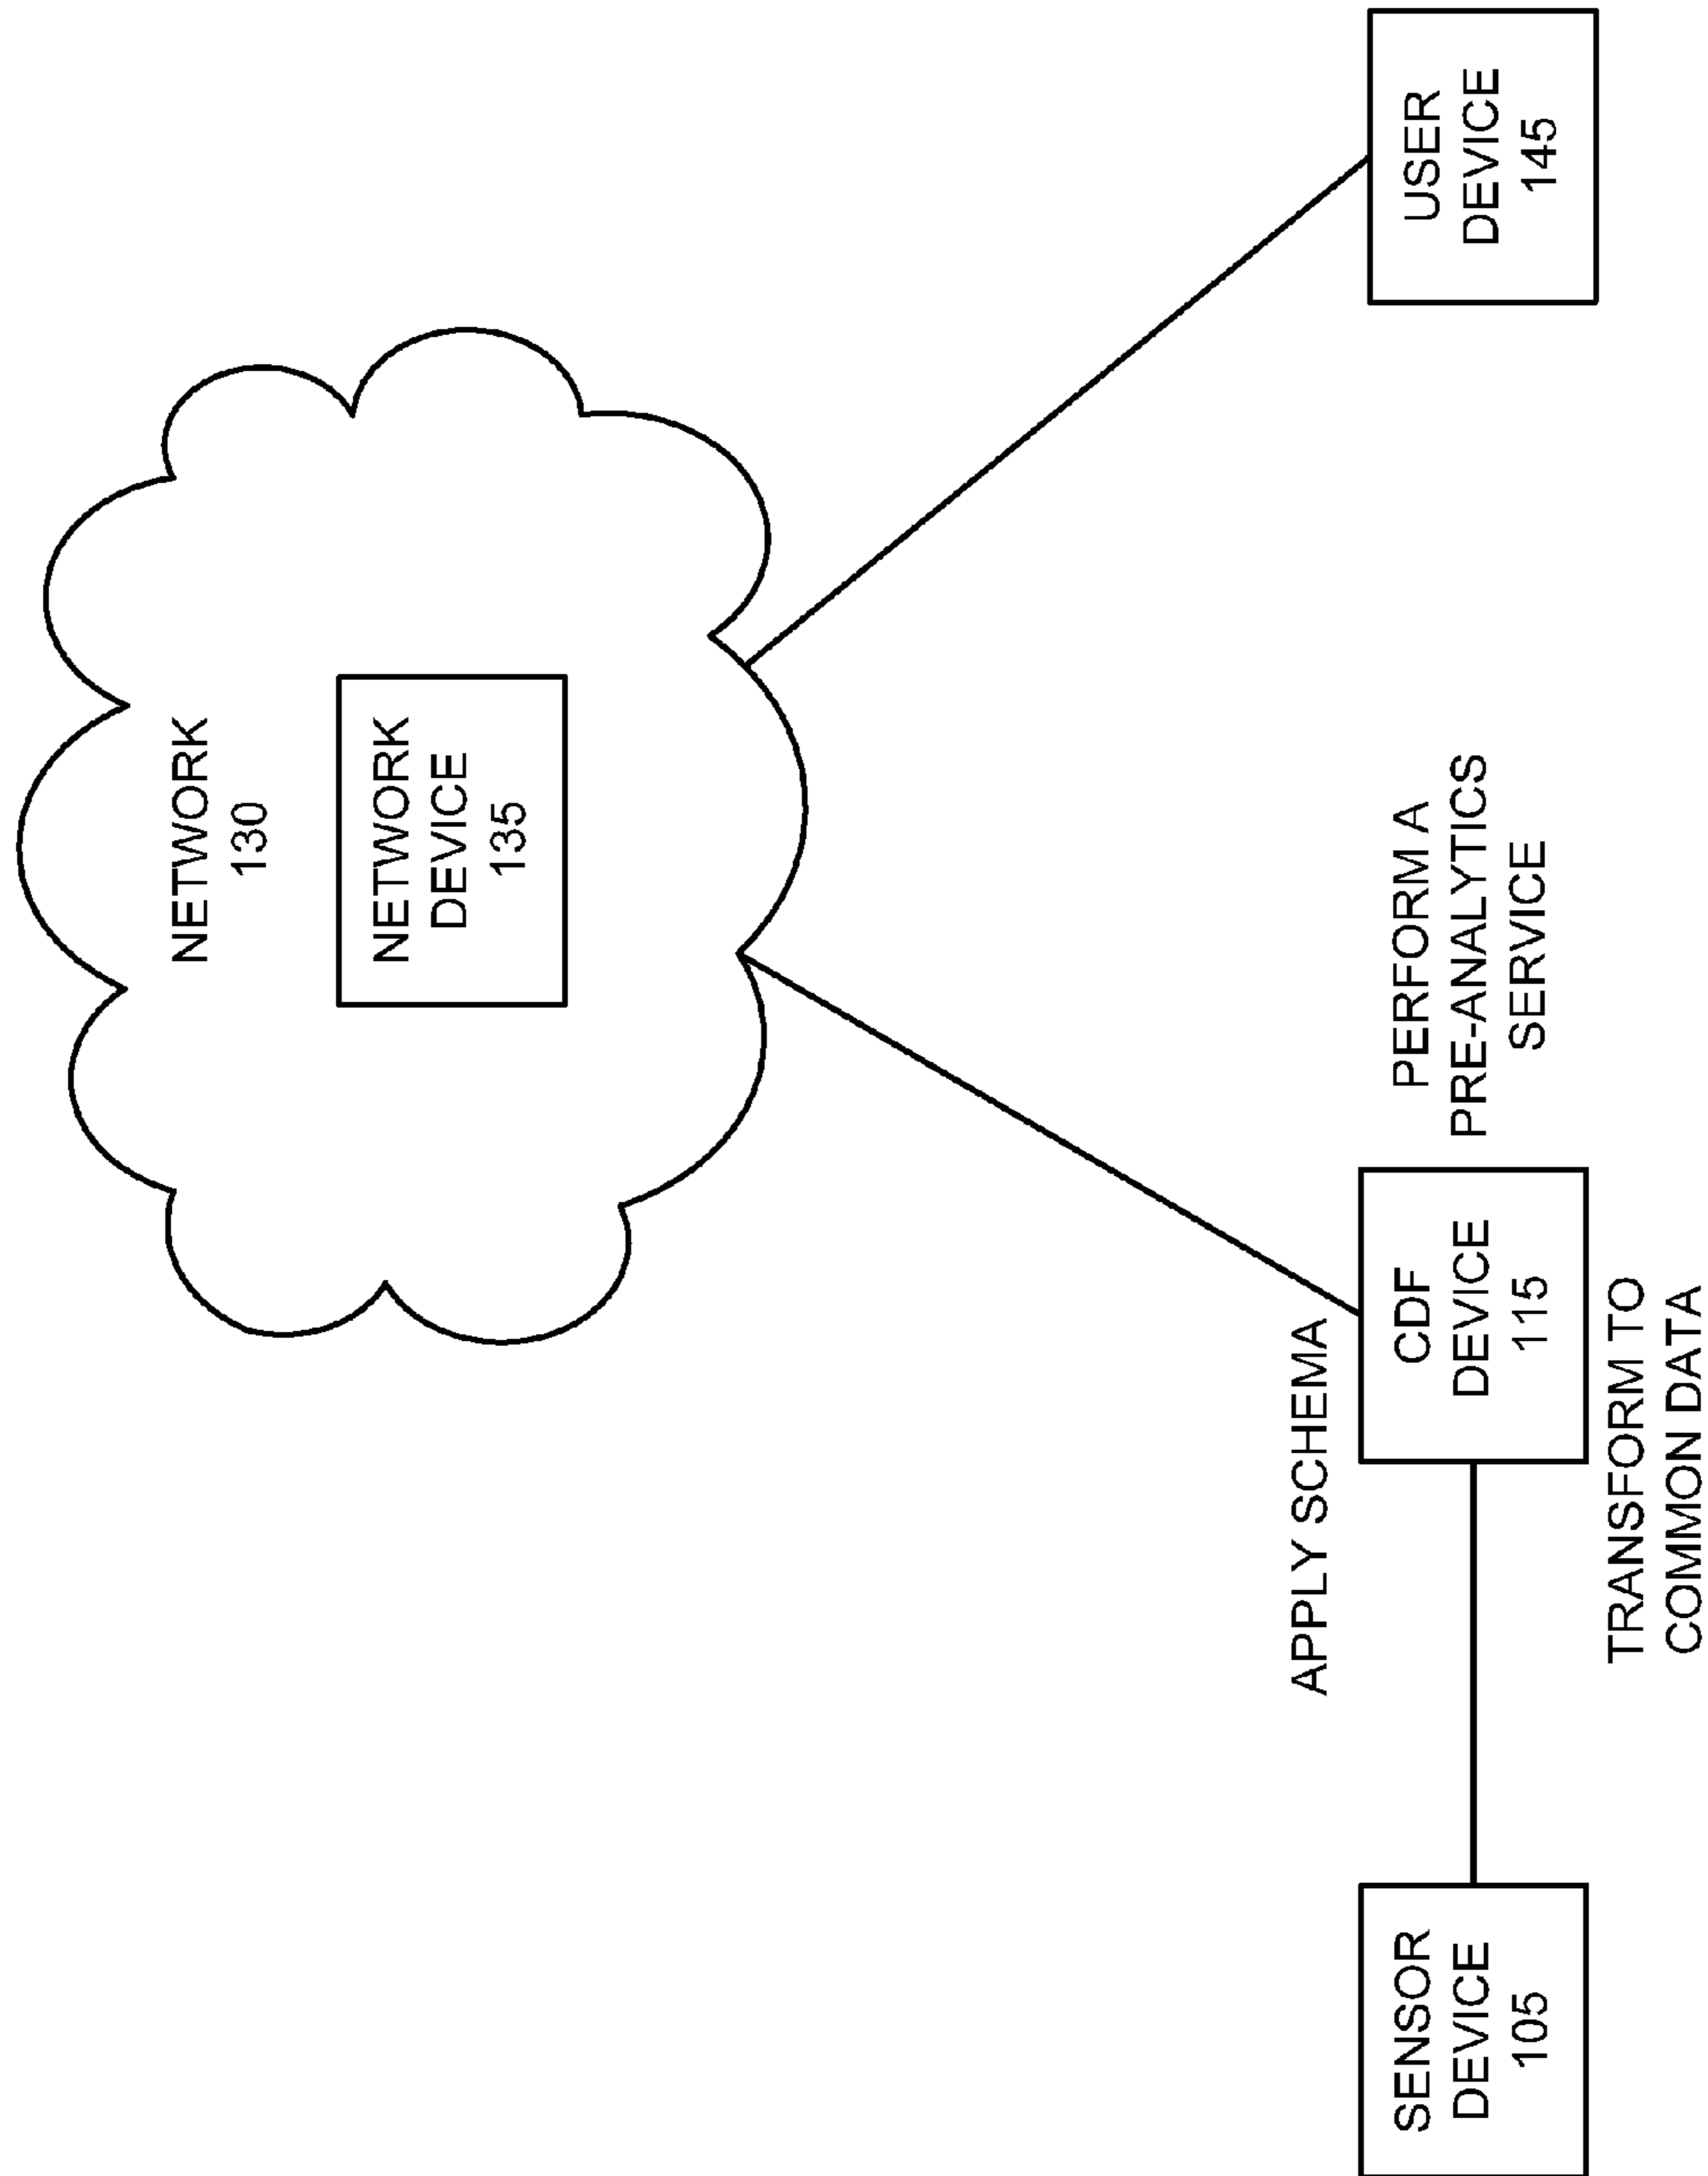 NETWORK
130
NETWORK
DEVICE
135
APPLY SCHEMA
SENSOR
DEVICE
105
CDF
DEVICE
115
PERFORM A
PRE-ANALYTICS
SERVICE
USER
DEVICE
145
TRANSFORM TO
COMMON DATA